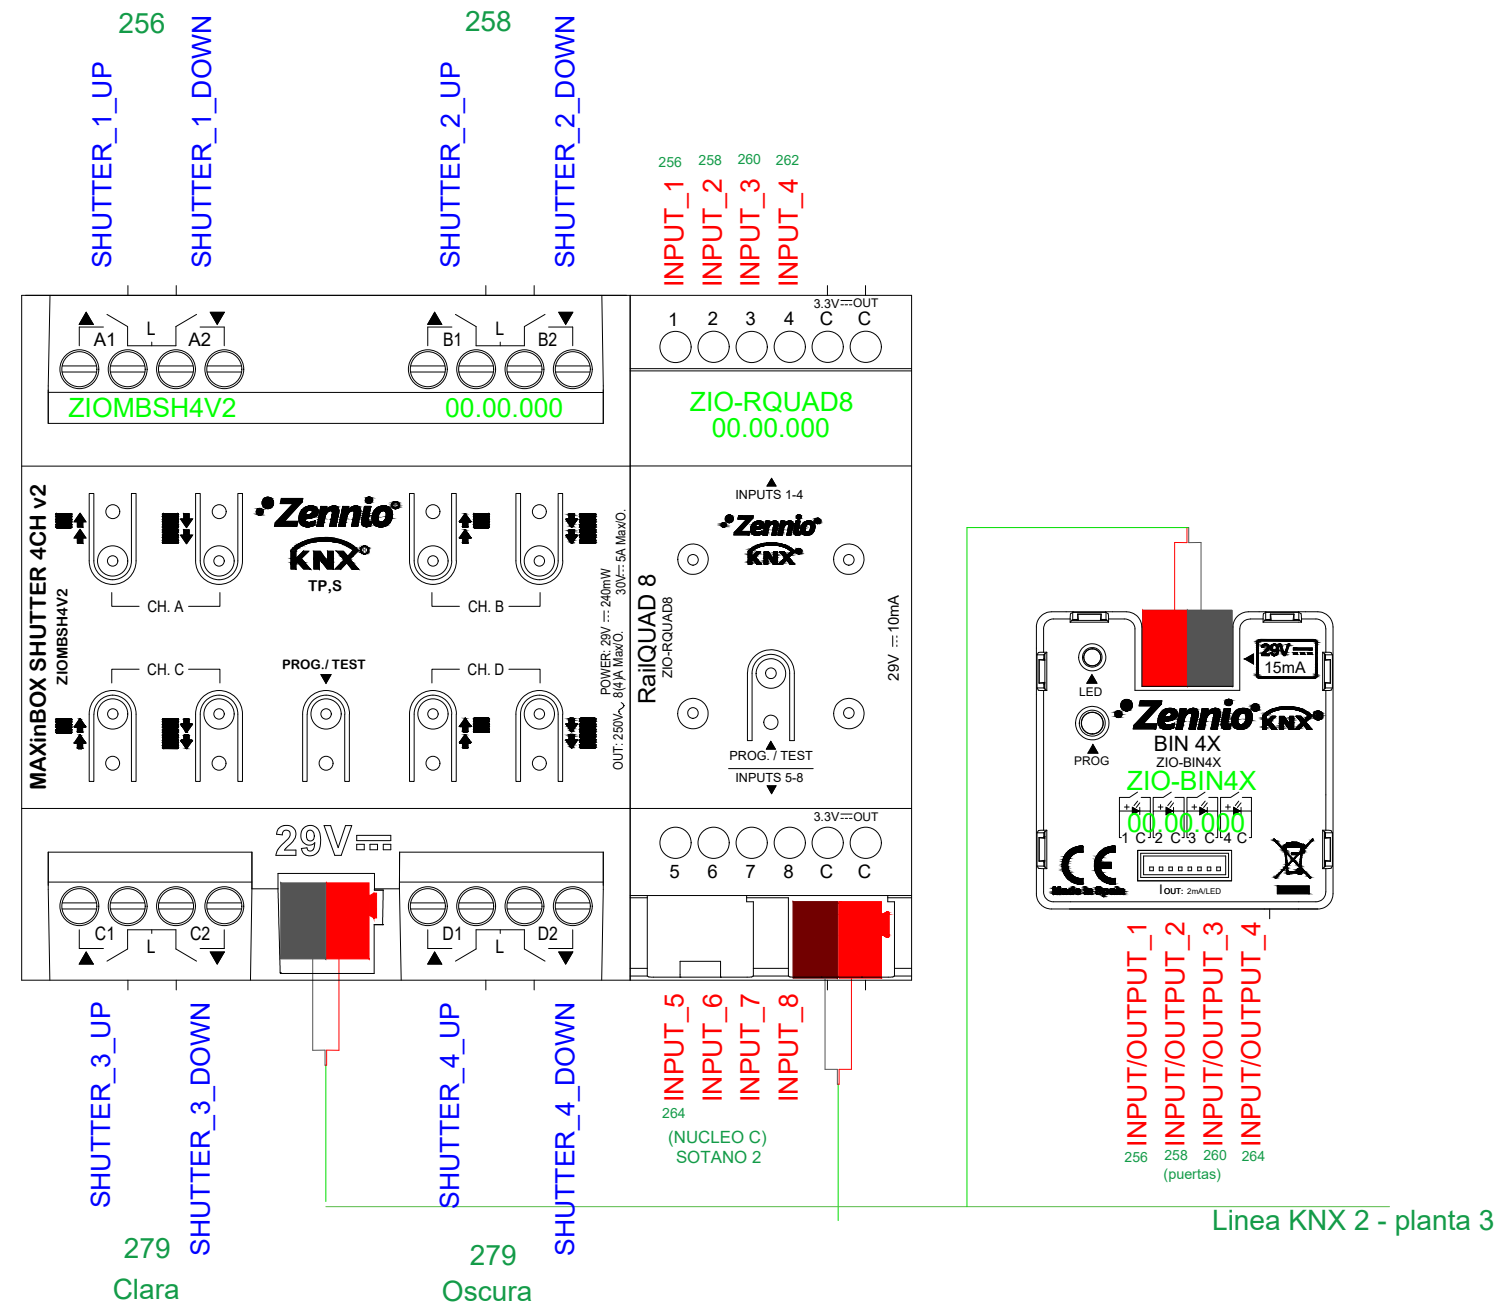 256
258
SHUTTER_1_UP
SHUTTER_1_DOWN
SHUTTER_2_UP
SHUTTER_2_DOWN
256 258 260 262
INPUT_1
INPUT_2
INPUT_3
INPUT_4
A1 L A2
B1 L B2
3.3V OUT
1 2 3 4 C C
ZIOMBSH4V2 00.00.000
ZIO-RQUAD8
00.00.000
MAXinBOX SHUTTER 4CH v2
ZIOMBSH4V2
Zennio
KNX
TP,S
CH. A
CH. B
CH. C
PROG./ TEST
CH. D
POWER: 29V 240mW
OUT: 250V 8(4)A Max/O.
30V 5A Max/O.
INPUTS 1-4
Zennio
KNX
RailQUAD 8
ZIO-RQUAD8
29V 10mA
PROG. / TEST
INPUTS 5-8
29V
3.3V OUT
5 6 7 8 C C
C1 L C2
D1 L D2
SHUTTER_3_UP
SHUTTER_3_DOWN
SHUTTER_4_UP
SHUTTER_4_DOWN
INPUT_5
INPUT_6
INPUT_7
INPUT_8
264
(NUCLEO C)
SOTANO 2
279
Clara
279
Oscura
29V
15mA
LED
PROG
Zennio KNX
BIN 4X
ZIO-BIN4X
ZIO-BIN4X
+ + + +
00.00.000
1 C 2 C 3 C 4 C
CE
Made in Spain
I OUT: 2mA/LED
INPUT/OUTPUT_1
INPUT/OUTPUT_2
INPUT/OUTPUT_3
INPUT/OUTPUT_4
256 258 260 264
(puertas)
Linea KNX 2 - planta 3